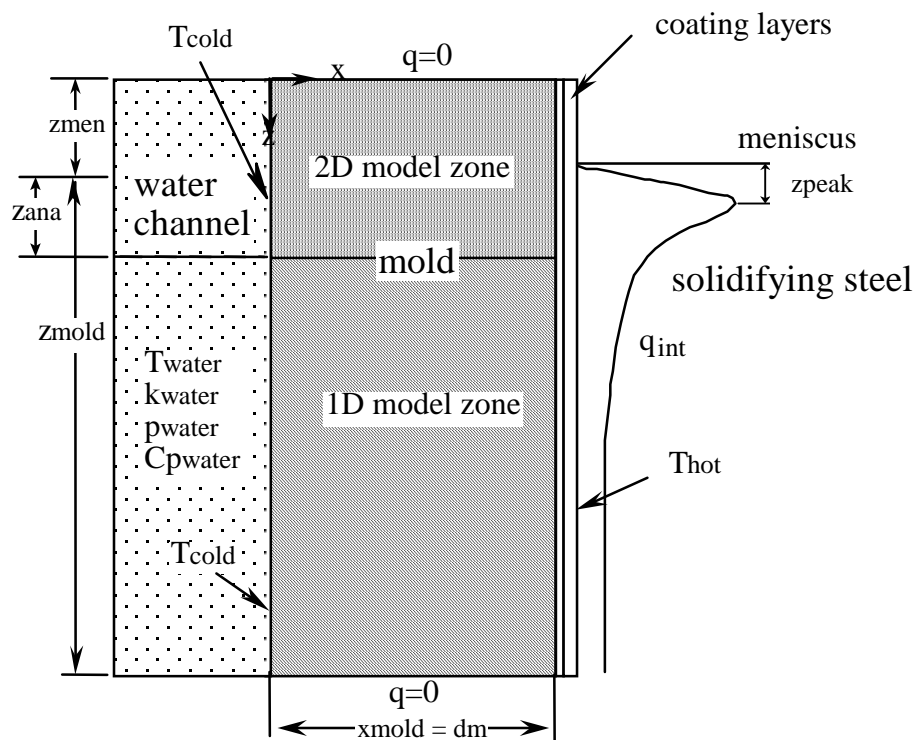 coating layers
Tcold
q=0
x
zmen
z
meniscus
2D model zone
zpeak
water
channel
zana
mold
solidifying steel
zmold
qint
Twater
kwater
pwater
Cpwater
1D model zone
Thot
Tcold
q=0
xmold = dm